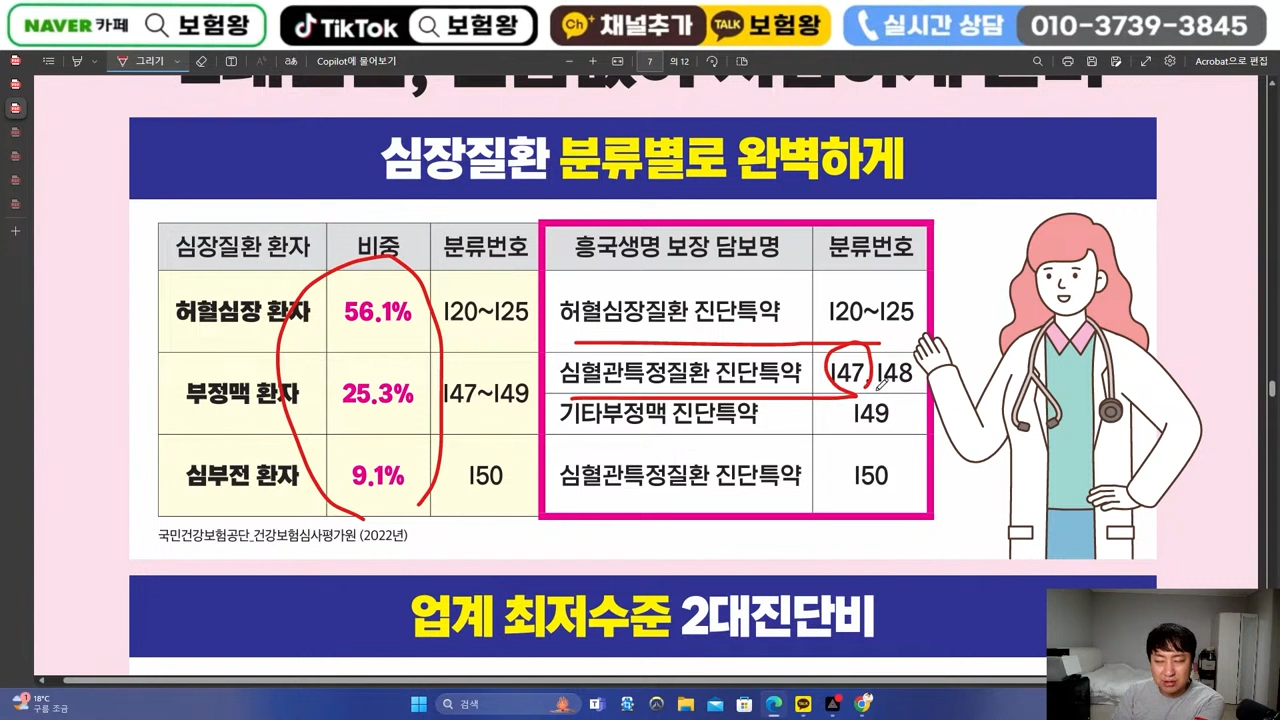 NAVER 카페 보험왕 TikTok 보험왕 Ch+ 채널추가 TALK 보험왕 실시간 상담 010-3739-3845
그리기 aあ Copilot에 물어보기 7 의 12 Acrobat으로 편집
심장질환 분류별로 완벽하게
심장질환 환자 비중 분류번호 흥국생명 보장 담보명 분류번호
허혈심장 환자 56.1% I20~I25 허혈심장질환 진단특약 I20~I25
부정맥 환자 25.3% I47~I49 심혈관특정질환 진단특약 I47, I48
기타부정맥 진단특약 I49
심부전 환자 9.1% I50 심혈관특정질환 진단특약 I50
국민건강보험공단_건강보험심사평가원 (2022년)
업계 최저수준 2대진단비
18°C
구름 조금
검색